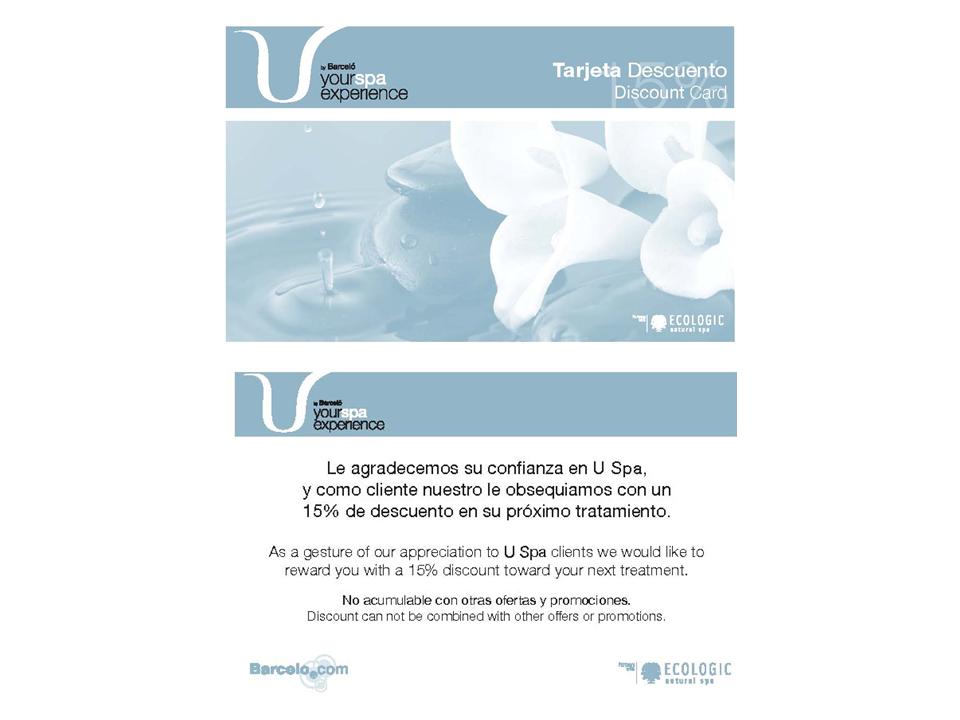 by Barceló
yourspa
experience
15%
Tarjeta Descuento
Discount Card
ECOLOGIC
natural spa
by Barceló
yourspa
experience
Le agradecemos su confianza en U Spa,
y como cliente nuestro le obsequiamos con un
15% de descuento en su próximo tratamiento.
As a gesture of our appreciation to U Spa clients we would like to
reward you with a 15% discount toward your next treatment.
No acumulable con otras ofertas y promociones.
Discount can not be combined with other offers or promotions.
Barcelo.com
ECOLOGIC
natural spa